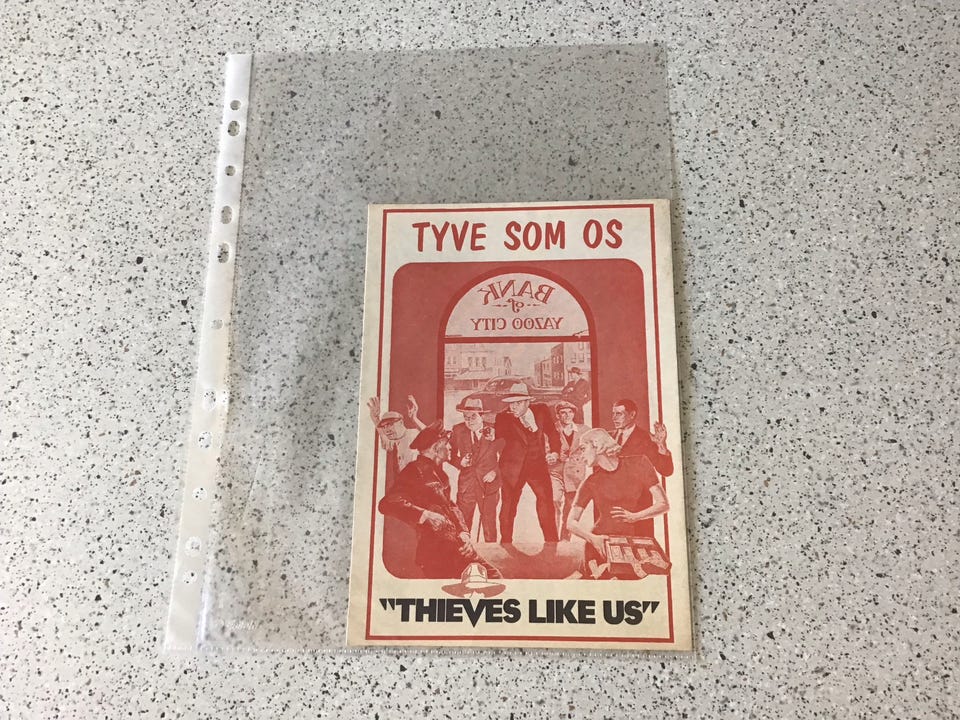 TYVE SOM OS
BANK
of
YAZOO CITY
"THIEVES LIKE US"